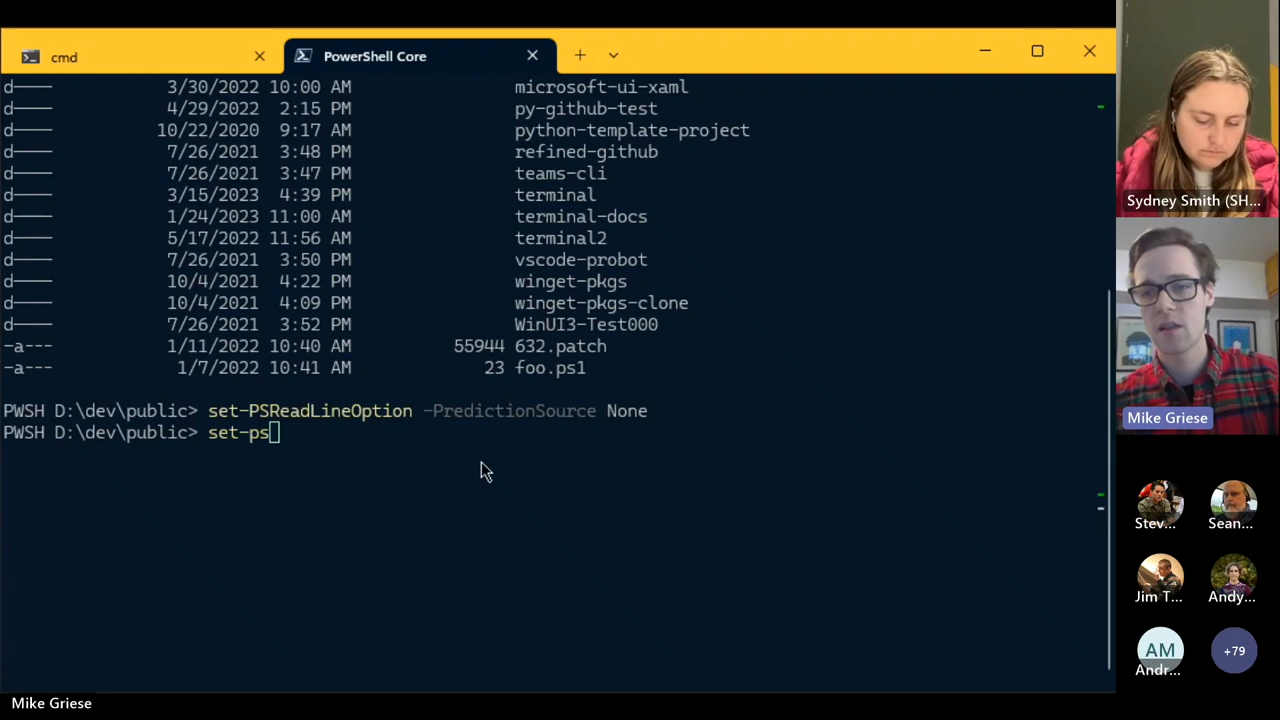 cmd
PowerShell Core
d---- 3/30/2022 10:00 AM microsoft-ui-xaml
d---- 4/29/2022 2:15 PM py-github-test
d---- 10/22/2020 9:17 AM python-template-project
d---- 7/26/2021 3:48 PM refined-github
d---- 7/26/2021 3:47 PM teams-cli
d---- 3/15/2023 4:39 PM terminal
d---- 1/24/2023 11:00 AM terminal-docs
d---- 5/17/2022 11:56 AM terminal2
d---- 7/26/2021 3:50 PM vscode-probot
d---- 10/4/2021 4:22 PM winget-pkgs
d---- 10/4/2021 4:09 PM winget-pkgs-clone
d---- 7/26/2021 3:52 PM WinUI3-Test000
-a--- 1/11/2022 10:40 AM 55944 632.patch
-a--- 1/7/2022 10:41 AM 23 foo.ps1
PWSH D:\dev\public> set-PSReadLineOption -PredictionSource None
PWSH D:\dev\public> set-ps
Mike Griese
Sydney Smith (SH...
Mike Griese
Stev...
Sean...
Jim T...
Andy...
AM
Andr...
+79